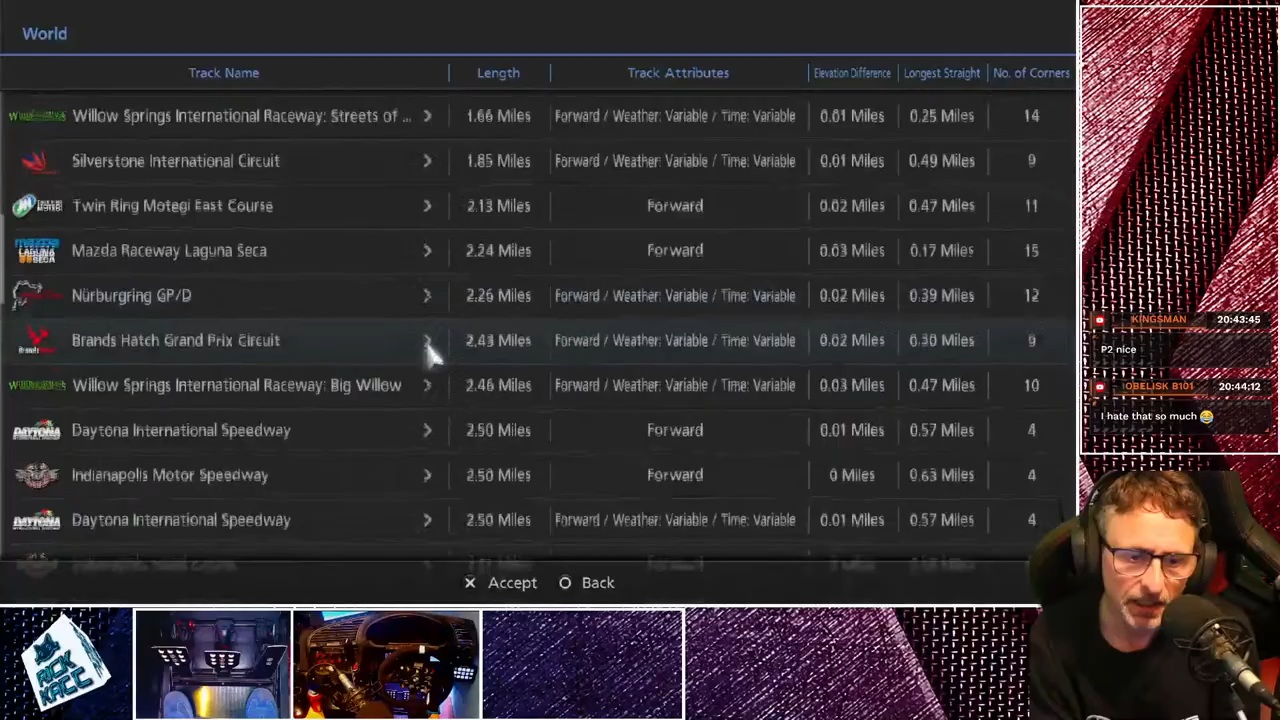 World
Track Name Length Track Attributes Elevation Difference Longest Straight No. of Corners
Willow Springs International Raceway: Streets of ... 1.66 Miles Forward / Weather: Variable / Time: Variable 0.01 Miles 0.25 Miles 14
Silverstone International Circuit 1.85 Miles Forward / Weather: Variable / Time: Variable 0.01 Miles 0.49 Miles 9
Twin Ring Motegi East Course 2.13 Miles Forward 0.02 Miles 0.47 Miles 11
MAZDA LAGUNA SECA Mazda Raceway Laguna Seca 2.24 Miles Forward 0.03 Miles 0.17 Miles 15
Nürburgring GP/D 2.26 Miles Forward / Weather: Variable / Time: Variable 0.02 Miles 0.39 Miles 12
Brands Hatch Grand Prix Circuit 2.43 Miles Forward / Weather: Variable / Time: Variable 0.02 Miles 0.30 Miles 9
Willow Springs International Raceway: Big Willow 2.46 Miles Forward / Weather: Variable / Time: Variable 0.03 Miles 0.47 Miles 10
DAYTONA Daytona International Speedway 2.50 Miles Forward 0.01 Miles 0.57 Miles 4
Indianapolis Motor Speedway 2.50 Miles Forward 0 Miles 0.63 Miles 4
DAYTONA Daytona International Speedway 2.50 Miles Forward / Weather: Variable / Time: Variable 0.01 Miles 0.57 Miles 4
Accept Back
KINGSMAN 20:43:45
P2 nice
OBELISK B101 20:44:12
I hate that so much 😂
RICK
KACC